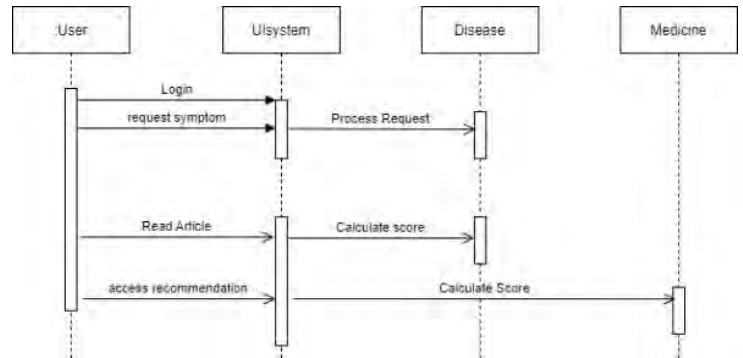 :User
UIsystem
Disease
Medicine
Login
request symptom
Process Request
Read Article
Calculate score
access recommendation
Calculate Score